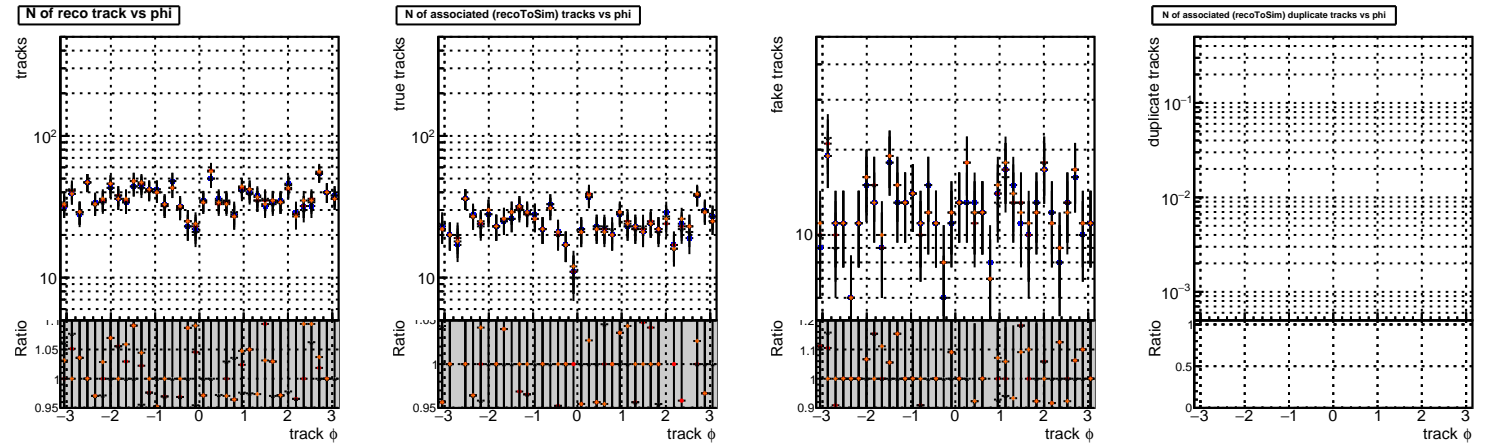 N of reco track vs phi
tracks
10²
10
Ratio
1.1
1.05
1
0.95
−3 −2 −1 0 1 2 3
track ϕ
N of associated (recoToSim) tracks vs phi
true tracks
10²
10
Ratio
1.05
1
0.95
−3 −2 −1 0 1 2 3
track ϕ
fake tracks
10
Ratio
1.2
1.1
1
0.9
−3 −2 −1 0 1 2 3
track ϕ
N of associated (recoToSim) duplicate tracks vs phi
duplicate tracks
10⁻¹
10⁻²
10⁻³
Ratio
1
0.5
0
−3 −2 −1 0 1 2 3
track ϕ